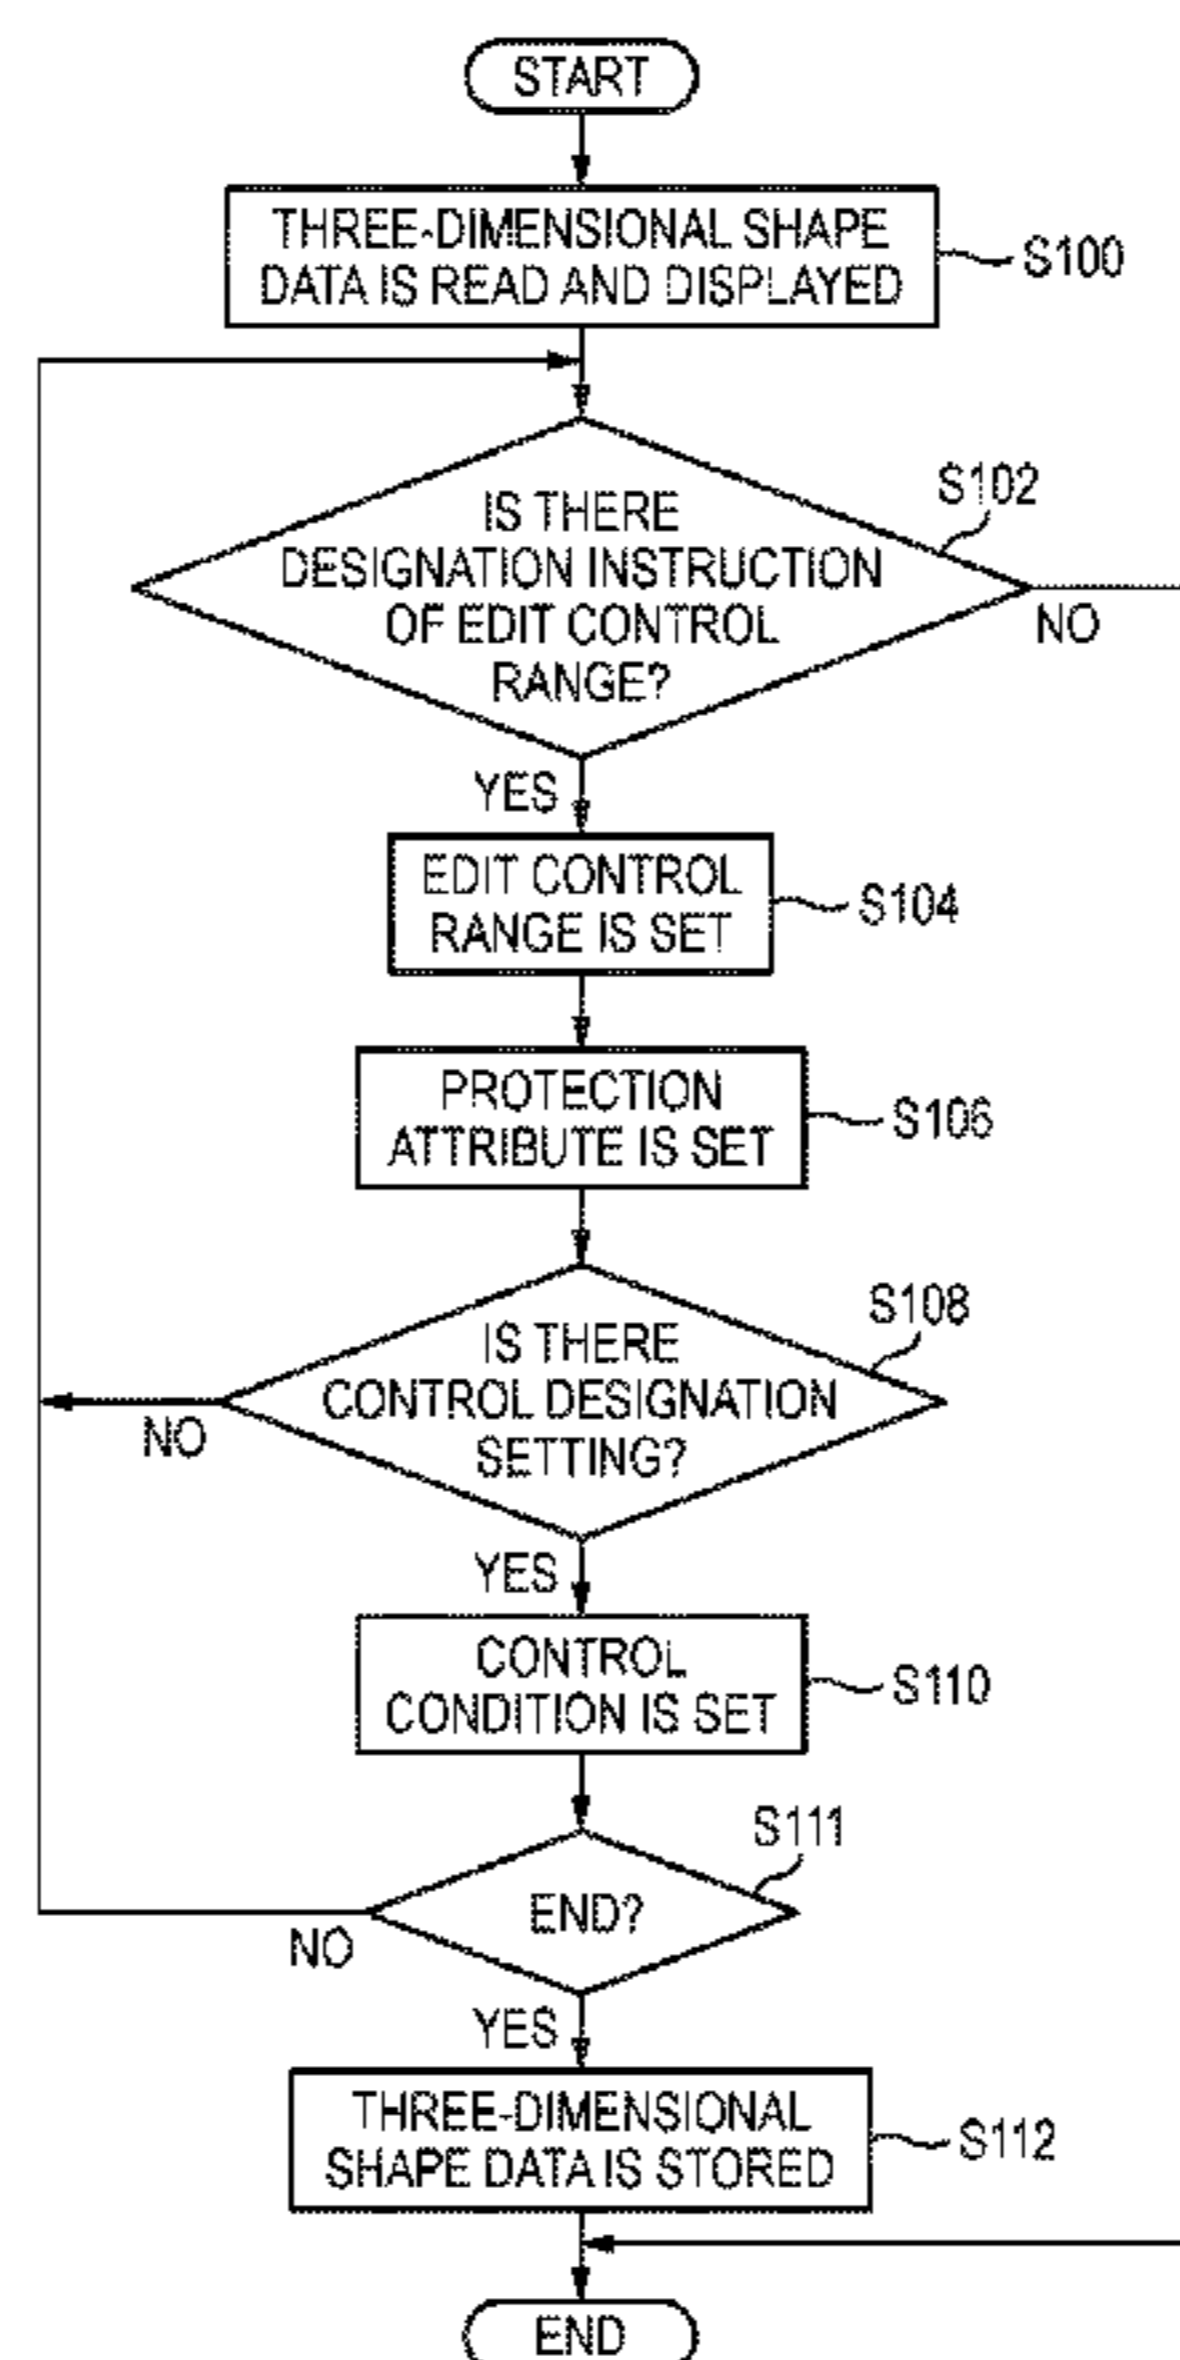 START
THREE-DIMENSIONAL SHAPE
DATA IS READ AND DISPLAYED
S100
S102
IS THERE
DESIGNATION INSTRUCTION
OF EDIT CONTROL
RANGE?
NO
YES
EDIT CONTROL
RANGE IS SET
S104
PROTECTION
ATTRIBUTE IS SET
S106
S108
IS THERE
CONTROL DESIGNATION
SETTING?
NO
YES
CONTROL
CONDITION IS SET
S110
S111
END?
NO
YES
THREE-DIMENSIONAL
SHAPE DATA IS STORED
S112
END